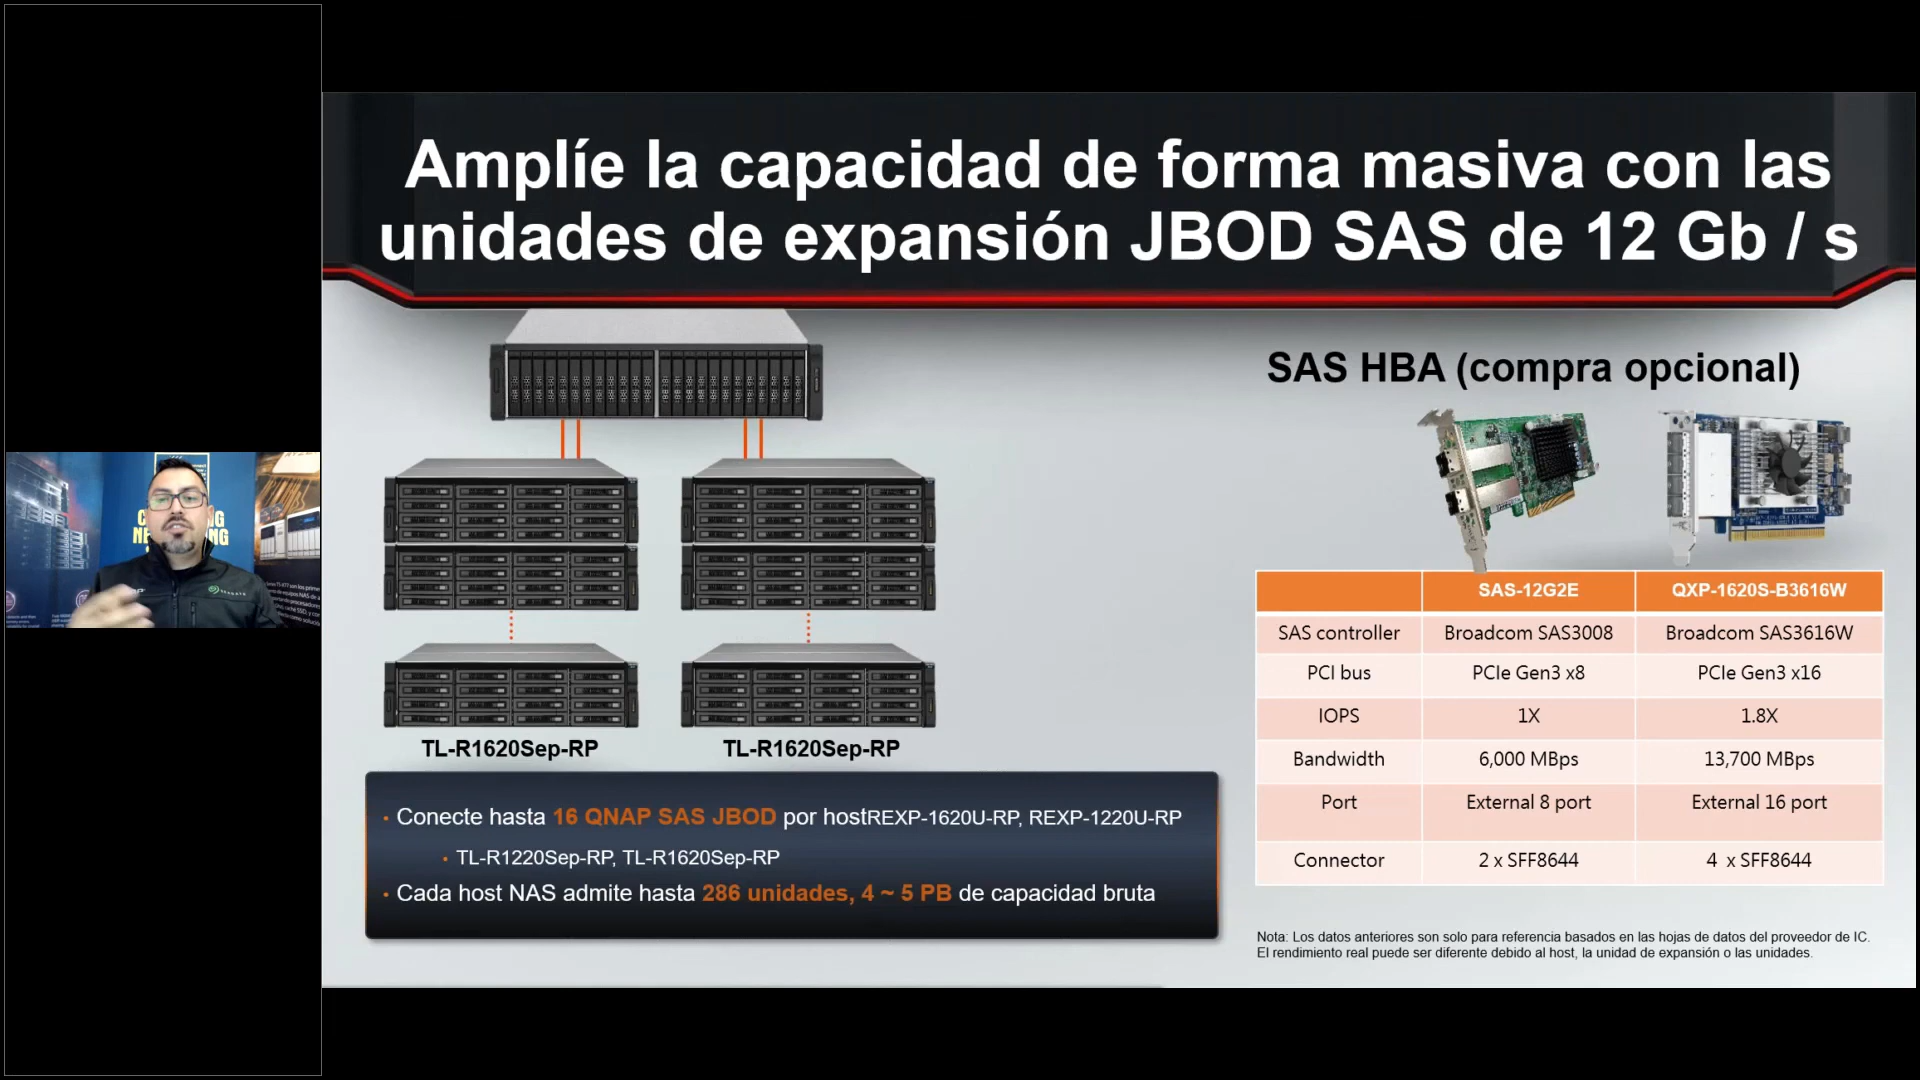 Amplíe la capacidad de forma masiva con las
unidades de expansión JBOD SAS de 12 Gb / s
SAS HBA (compra opcional)
TL-R1620Sep-RP
TL-R1620Sep-RP
• Conecte hasta 16 QNAP SAS JBOD por hostREXP-1620U-RP, REXP-1220U-RP
• TL-R1220Sep-RP, TL-R1620Sep-RP
• Cada host NAS admite hasta 286 unidades, 4 ~ 5 PB de capacidad bruta
SAS-12G2E QXP-1620S-B3616W
SAS controller Broadcom SAS3008 Broadcom SAS3616W
PCI bus PCIe Gen3 x8 PCIe Gen3 x16
IOPS 1X 1.8X
Bandwidth 6,000 MBps 13,700 MBps
Port External 8 port External 16 port
Connector 2 x SFF8644 4 x SFF8644
Nota: Los datos anteriores son solo para referencia basados en las hojas de datos del proveedor de IC.
El rendimiento real puede ser diferente debido al host, la unidad de expansión o las unidades.